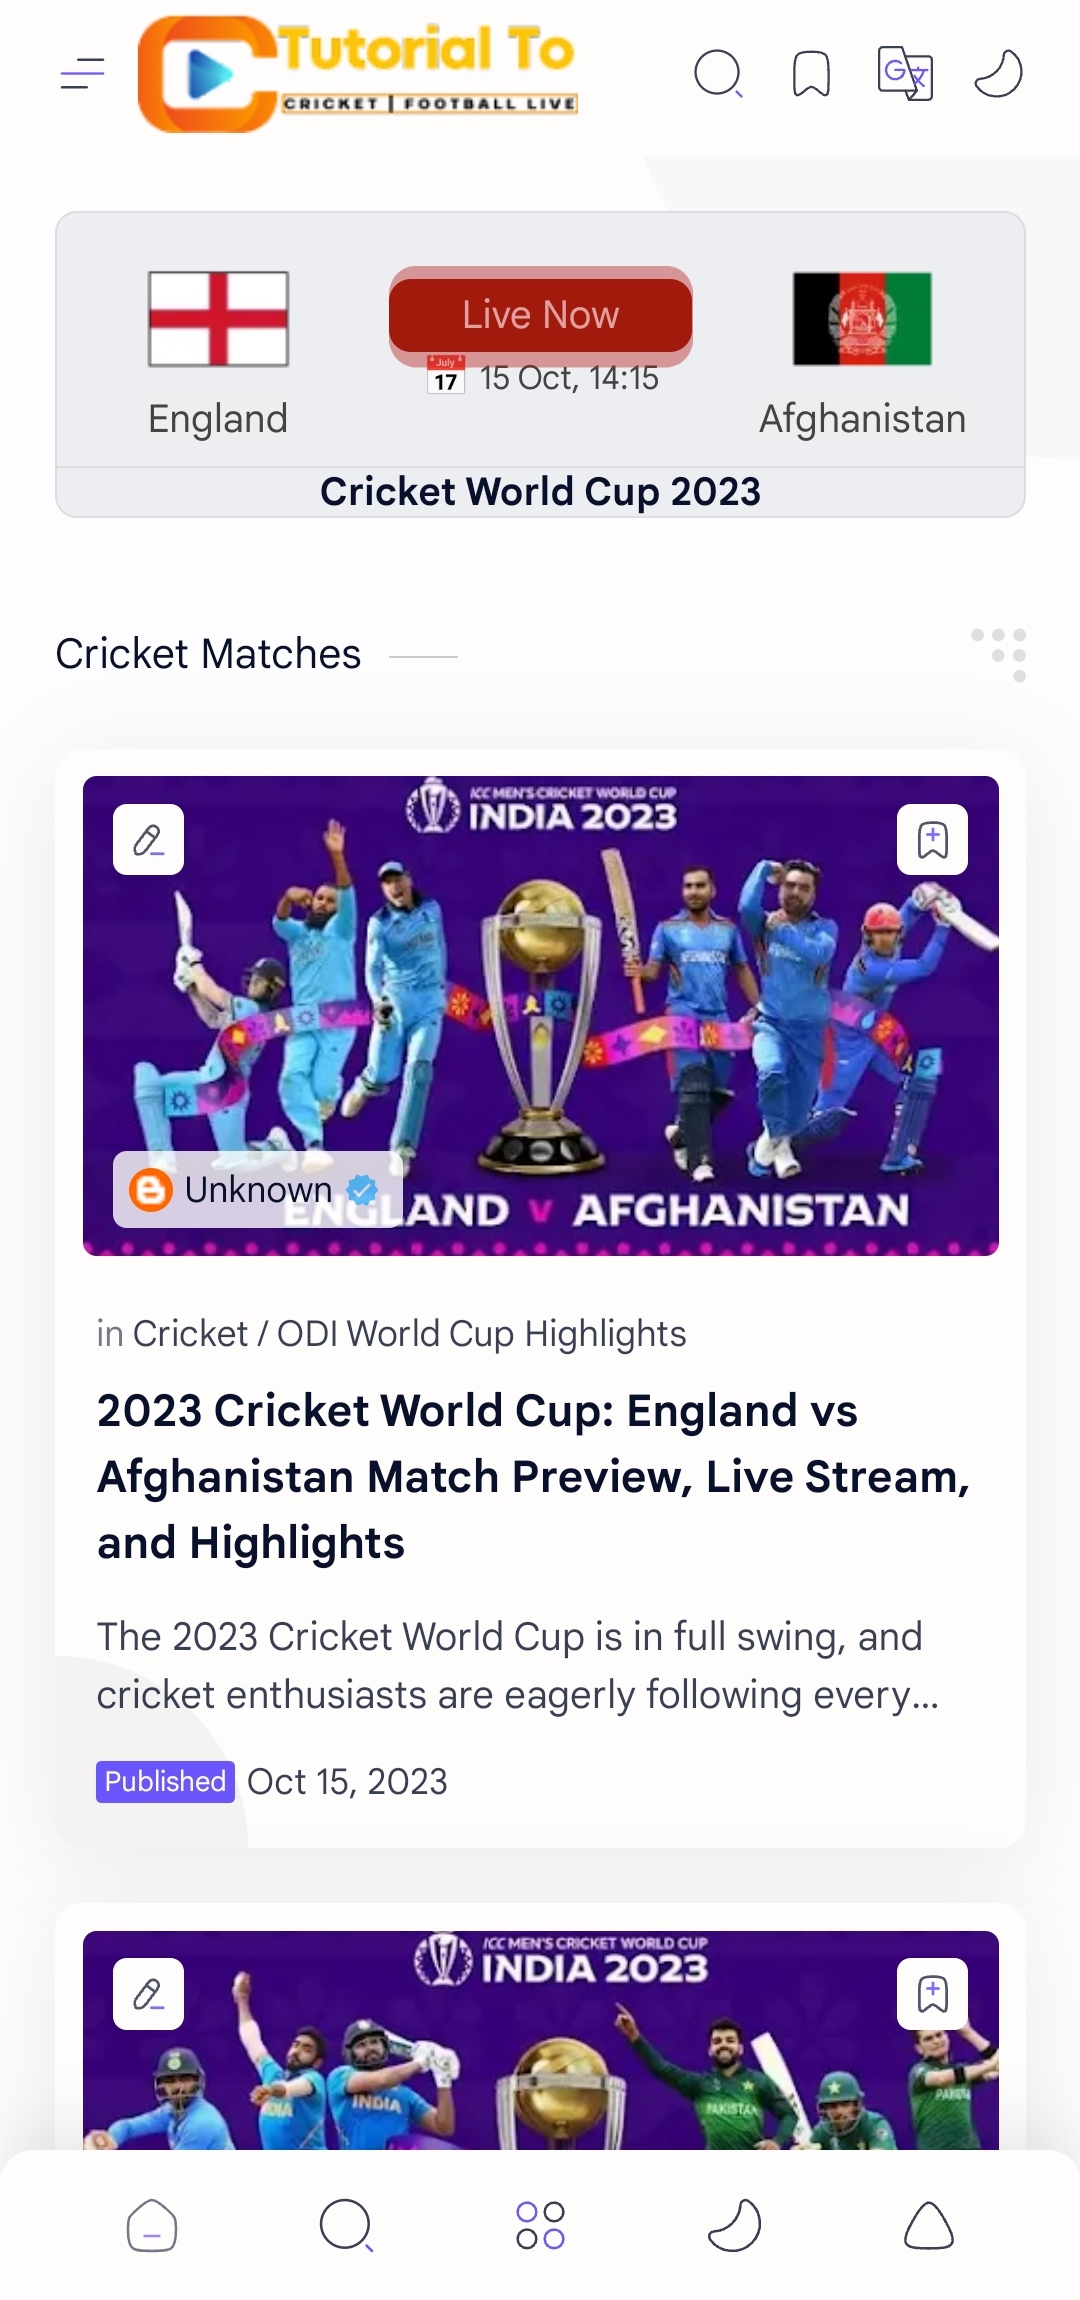 Tutorial To
CRICKET | FOOTBALL LIVE
Live Now
July
17
15 Oct, 14:15
England
Afghanistan
Cricket World Cup 2023
Cricket Matches
ICC MEN'S CRICKET WORLD CUP
INDIA 2023
AFGHANISTAN
Unknown
ENGLAND V AFGHANISTAN
in Cricket / ODI World Cup Highlights
2023 Cricket World Cup: England vs
Afghanistan Match Preview, Live Stream,
and Highlights
The 2023 Cricket World Cup is in full swing, and
cricket enthusiasts are eagerly following every...
Published Oct 15, 2023
ICC MEN'S CRICKET WORLD CUP
INDIA 2023
INDIA
INDIA
PAKISTAN